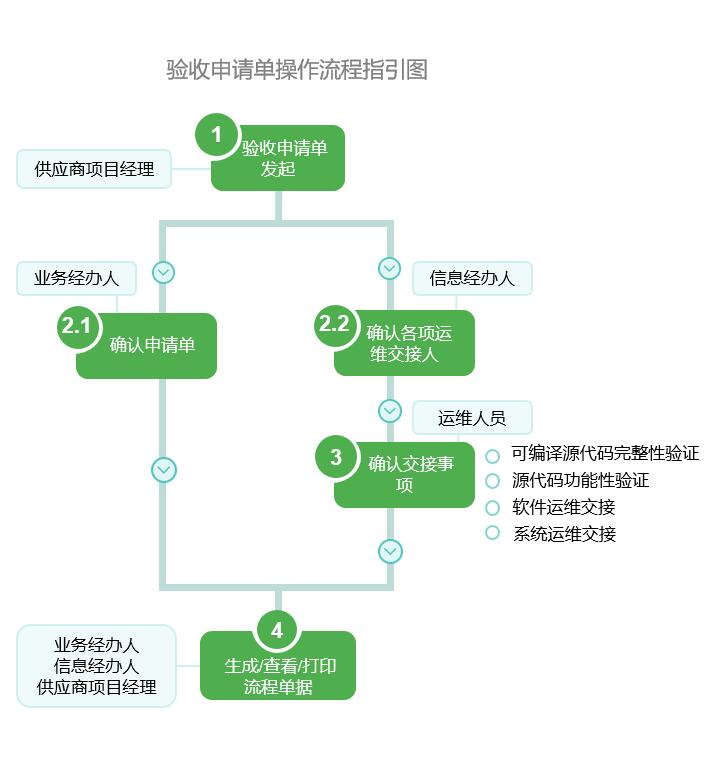 验收申请单操作流程指引图
1
验收申请单
发起
供应商项目经理
业务经办人
信息经办人
2.1
确认申请单
2.2
确认各项运
维交接人
运维人员
3
确认交接事
项
可编译源代码完整性验证
源代码功能性验证
软件运维交接
系统运维交接
4
生成/查看/打印
流程单据
业务经办人
信息经办人
供应商项目经理